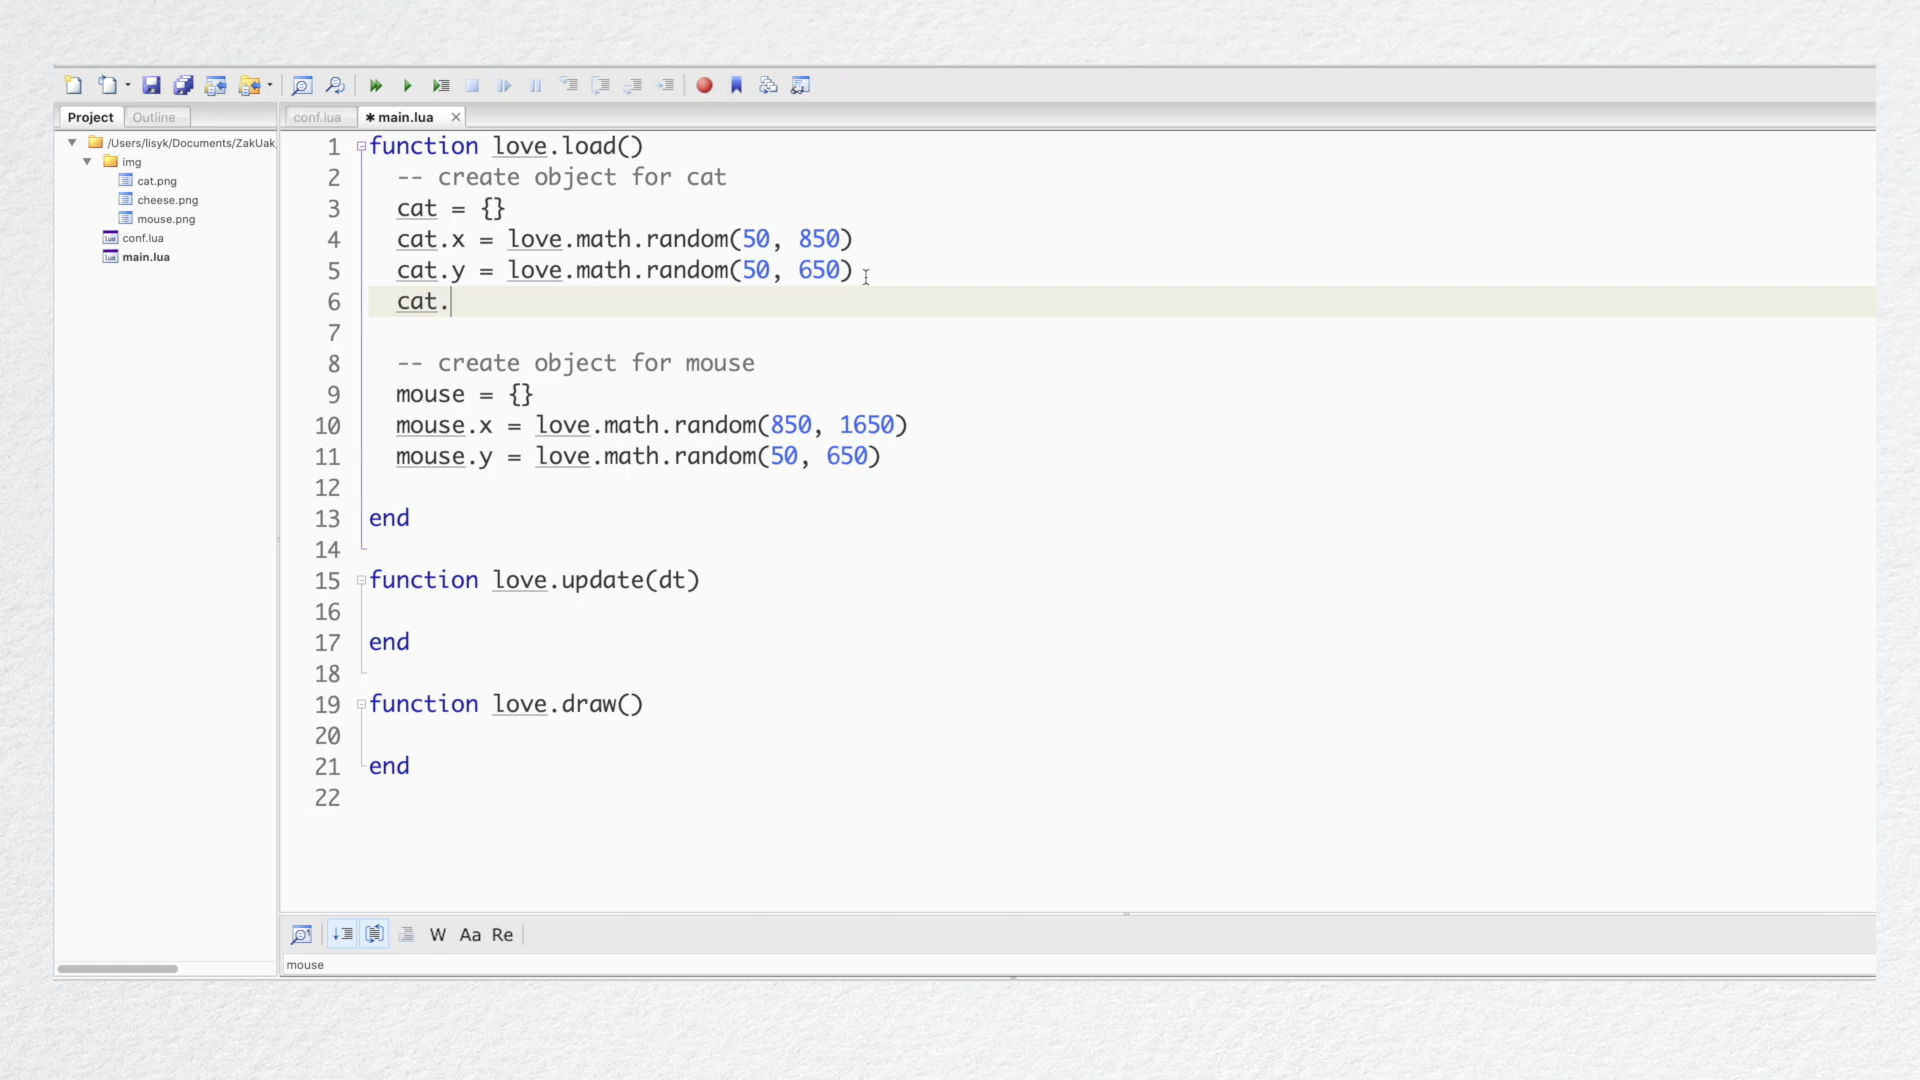 Project
Outline
conf.lua
✱ main.lua
/Users/lisyk/Documents/ZakUak
img
cat.png
cheese.png
mouse.png
conf.lua
main.lua
1 function love.load()
2 -- create object for cat
3 cat = {}
4 cat.x = love.math.random(50, 850)
5 cat.y = love.math.random(50, 650)
6 cat.
7
8 -- create object for mouse
9 mouse = {}
10 mouse.x = love.math.random(850, 1650)
11 mouse.y = love.math.random(50, 650)
12
13 end
14
15 function love.update(dt)
16
17 end
18
19 function love.draw()
20
21 end
22
W Aa Re
mouse